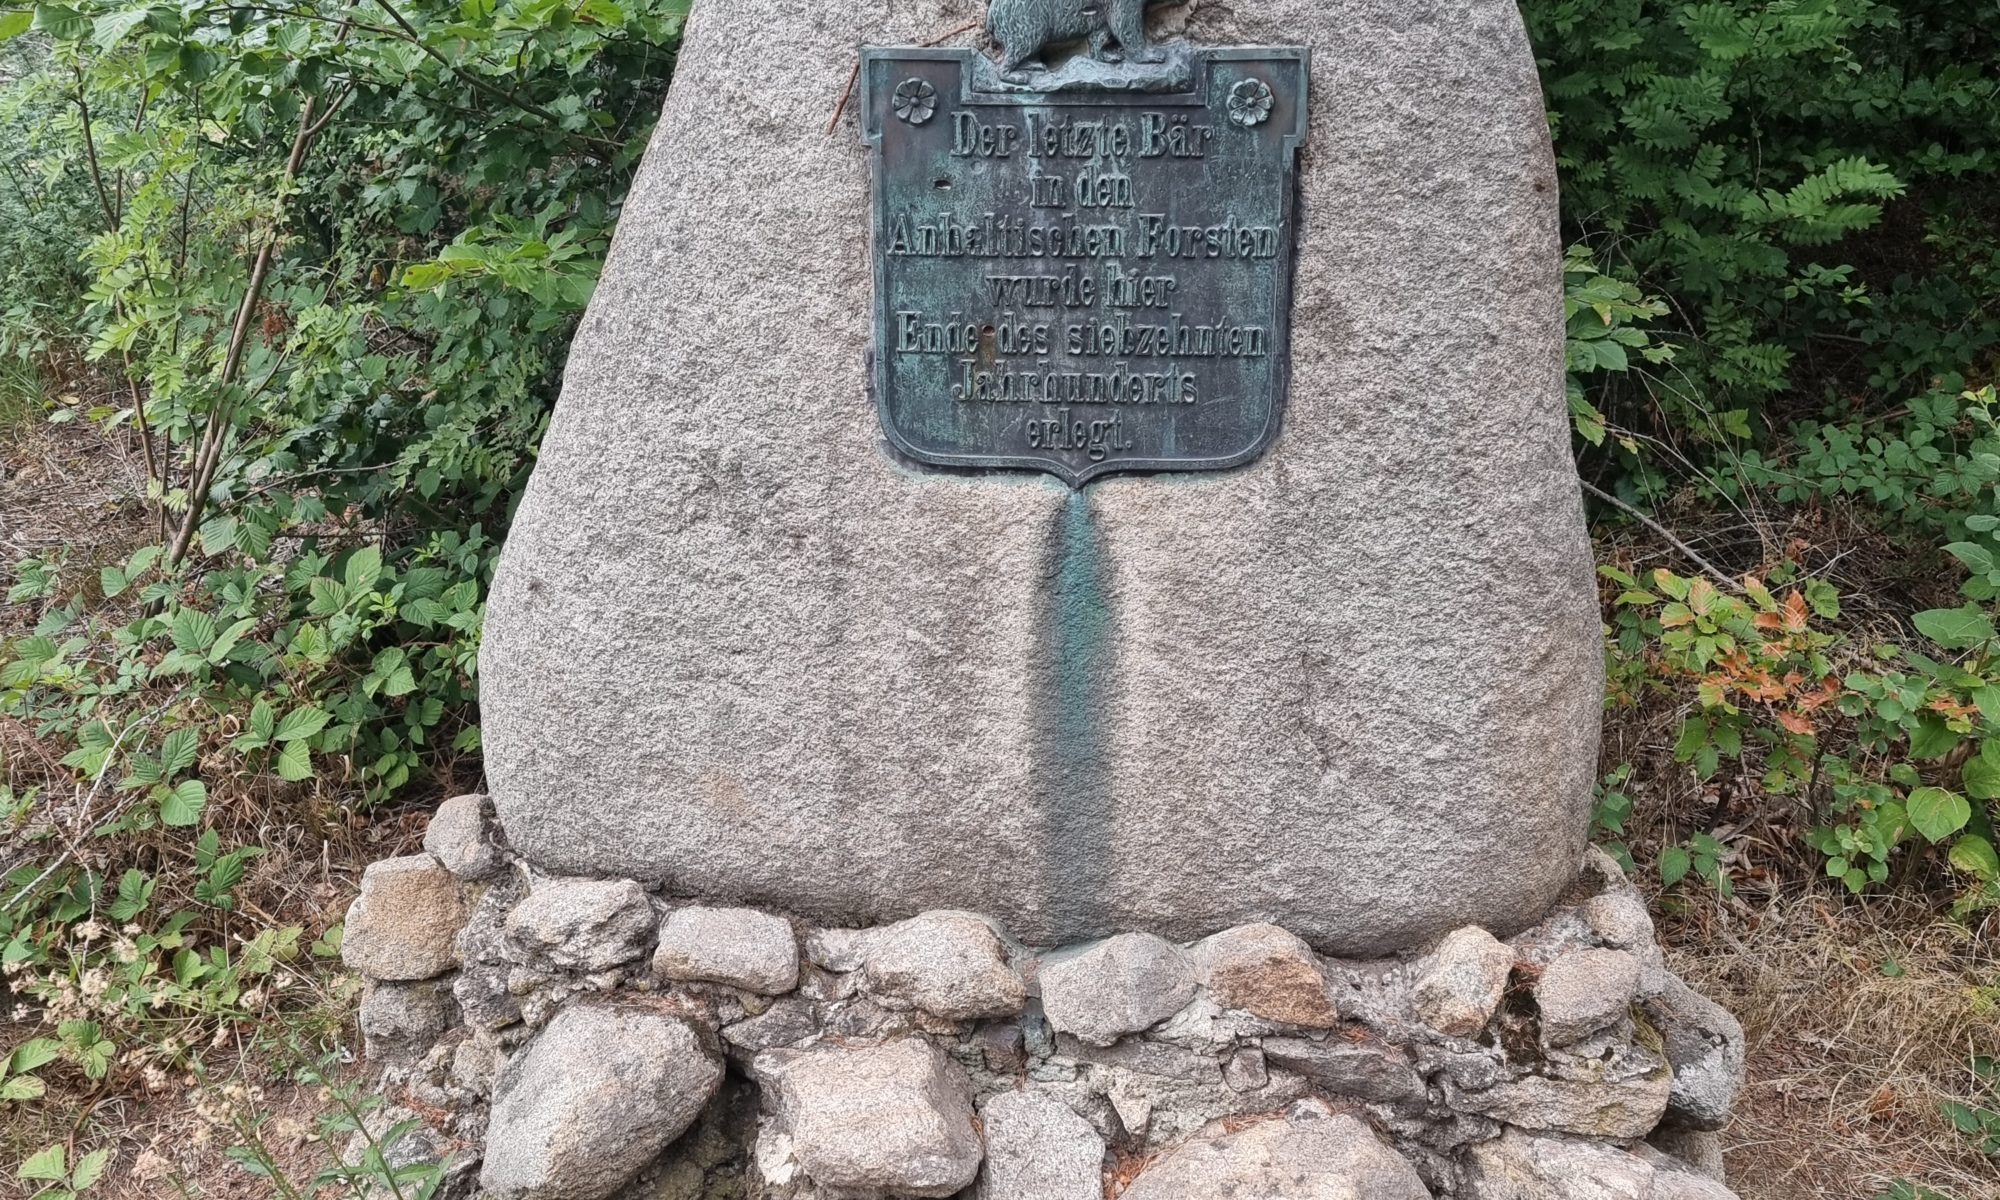 Der letzte Bär
in den
Anhaltischen Forsten
wurde hier
Ende des siebzehnten
Jahrhunderts
erlegt.